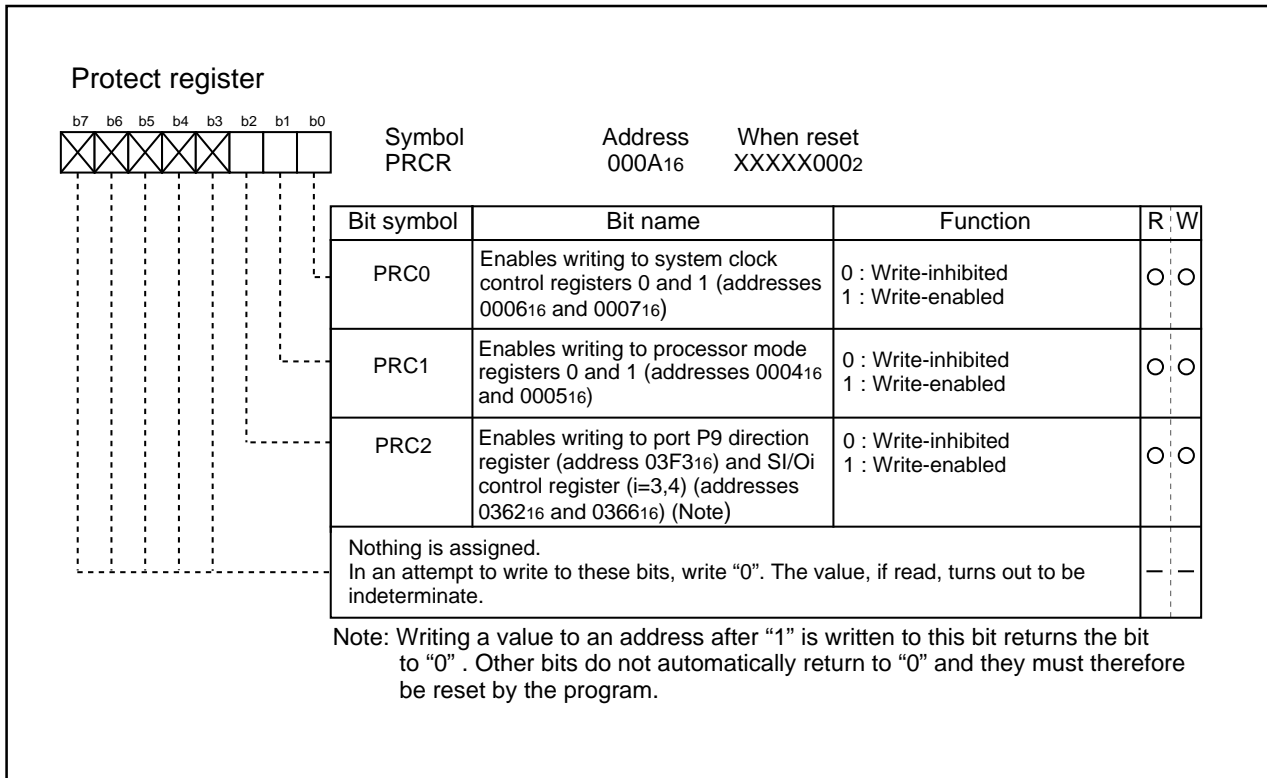 Protect register
b7 b6 b5 b4 b3 b2 b1 b0
Symbol Address When reset
PRCR 000A16 XXXXX0002
Bit symbol Bit name Function R W
PRC0
Enables writing to system clock
control registers 0 and 1 (addresses
000616 and 000716)
0 : Write-inhibited
1 : Write-enabled
PRC1
Enables writing to processor mode
registers 0 and 1 (addresses 000416
and 000516)
0 : Write-inhibited
1 : Write-enabled
PRC2
Enables writing to port P9 direction
register (address 03F316) and SI/Oi
control register (i=3,4) (addresses
036216 and 036616) (Note)
0 : Write-inhibited
1 : Write-enabled
Nothing is assigned.
In an attempt to write to these bits, write “0”. The value, if read, turns out to be
indeterminate.
Note: Writing a value to an address after “1” is written to this bit returns the bit
to “0” . Other bits do not automatically return to “0” and they must therefore
be reset by the program.